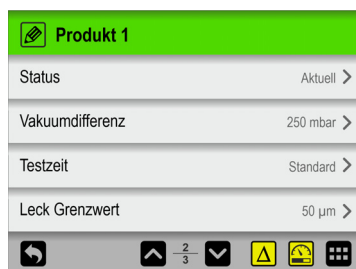 Produkt 1
Status Aktuell
Vakuumdifferenz 250 mbar
Testzeit Standard
Leck Grenzwert 50 µm
2
3
Δ